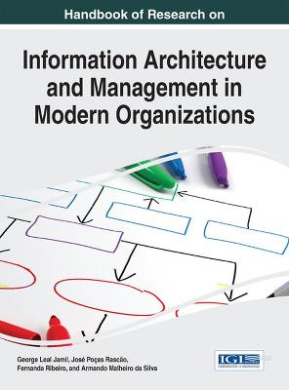 Handbook of Research on
Information Architecture
and Management in
Modern Organizations
George Leal Jamil, José Poças Rascão,
Fernanda Ribeiro, and Armando Malheiro da Silva
IGI